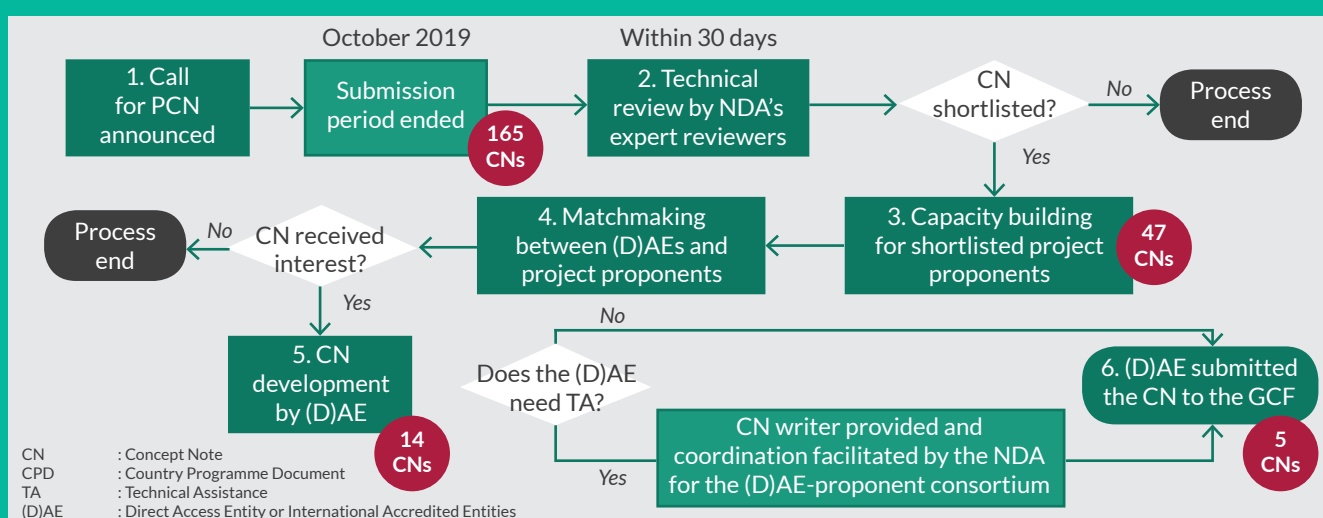 October 2019
Within 30 days
1. Call
for PCN
announced
Submission
period ended
165
CNs
2. Technical
review by NDA's
expert reviewers
CN
shortlisted?
No
Process
end
Yes
3. Capacity building
for shortlisted project
proponents
47
CNs
4. Matchmaking
between (D)AEs and
project proponents
CN received
interest?
No
Process
end
Yes
5. CN
development
by (D)AE
14
CNs
Does the (D)AE
need TA?
No
Yes
CN writer provided and
coordination facilitated by the NDA
for the (D)AE-proponent consortium
6. (D)AE submitted
the CN to the GCF
5
CNs
CN : Concept Note
CPD : Country Programme Document
TA : Technical Assistance
(D)AE : Direct Access Entity or International Accredited Entities